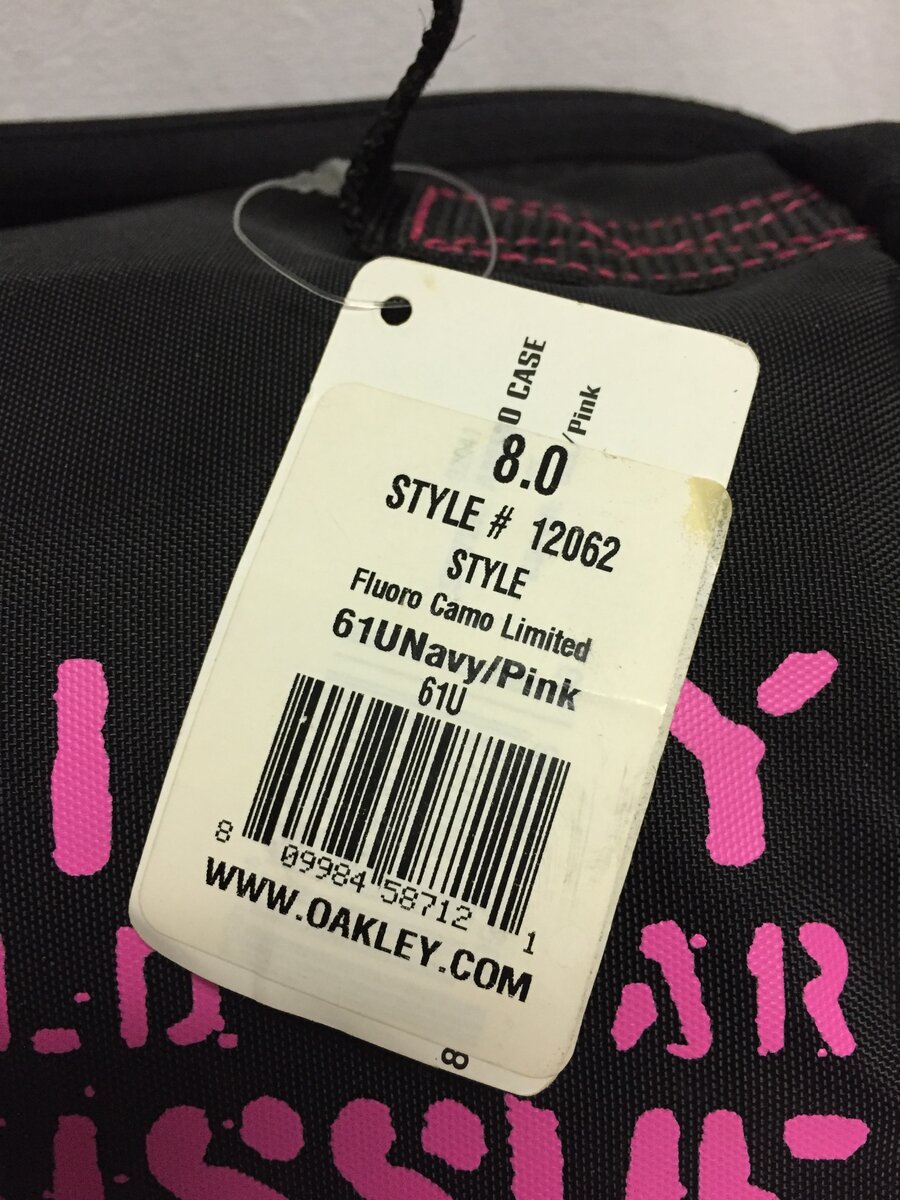 O CASE
/Pink
8.0
STYLE # 12062
STYLE
Fluoro Camo Limited
61UNavy/Pink
61U
8 09984 58712 1
WWW.OAKLEY.COM
8